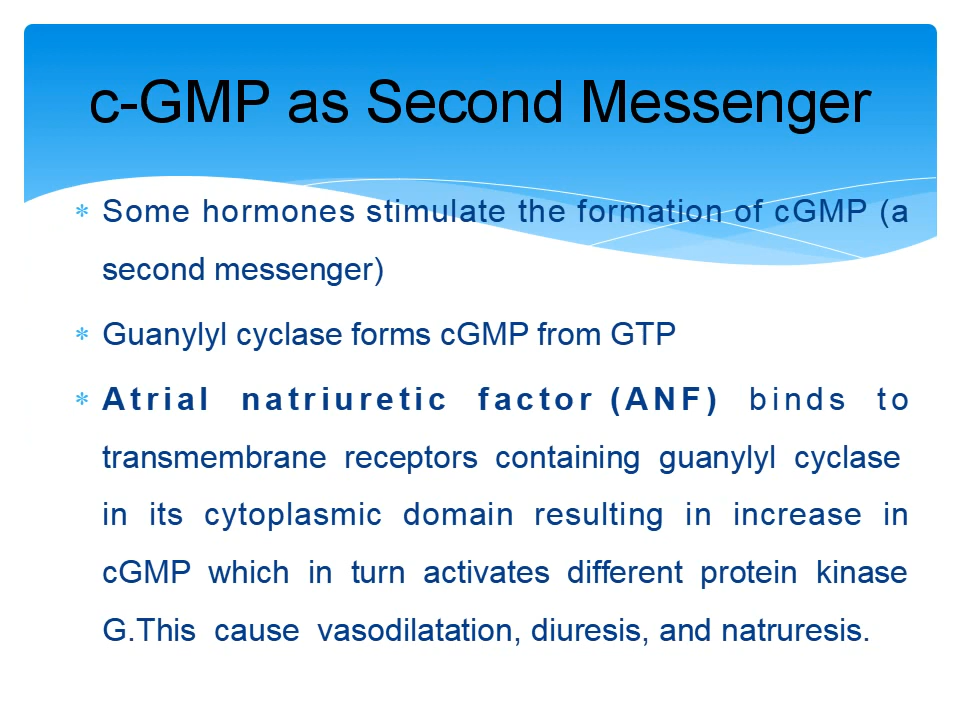 c-GMP as Second Messenger
* Some hormones stimulate the formation of cGMP (a
second messenger)
* Guanylyl cyclase forms cGMP from GTP
* Atrial natriuretic factor (ANF) binds to
transmembrane receptors containing guanylyl cyclase
in its cytoplasmic domain resulting in increase in
cGMP which in turn activates different protein kinase
G.This cause vasodilatation, diuresis, and natruresis.